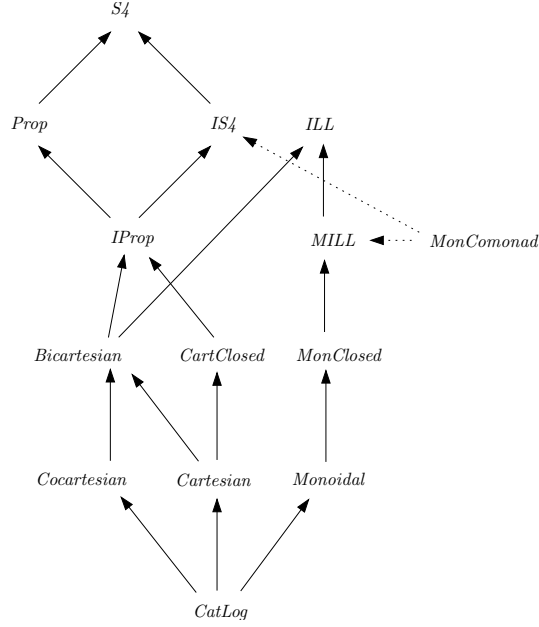 S4
Prop IS4 ILL
IProp MILL MonComonad
Bicartesian CartClosed MonClosed
Cocartesian Cartesian Monoidal
CatLog